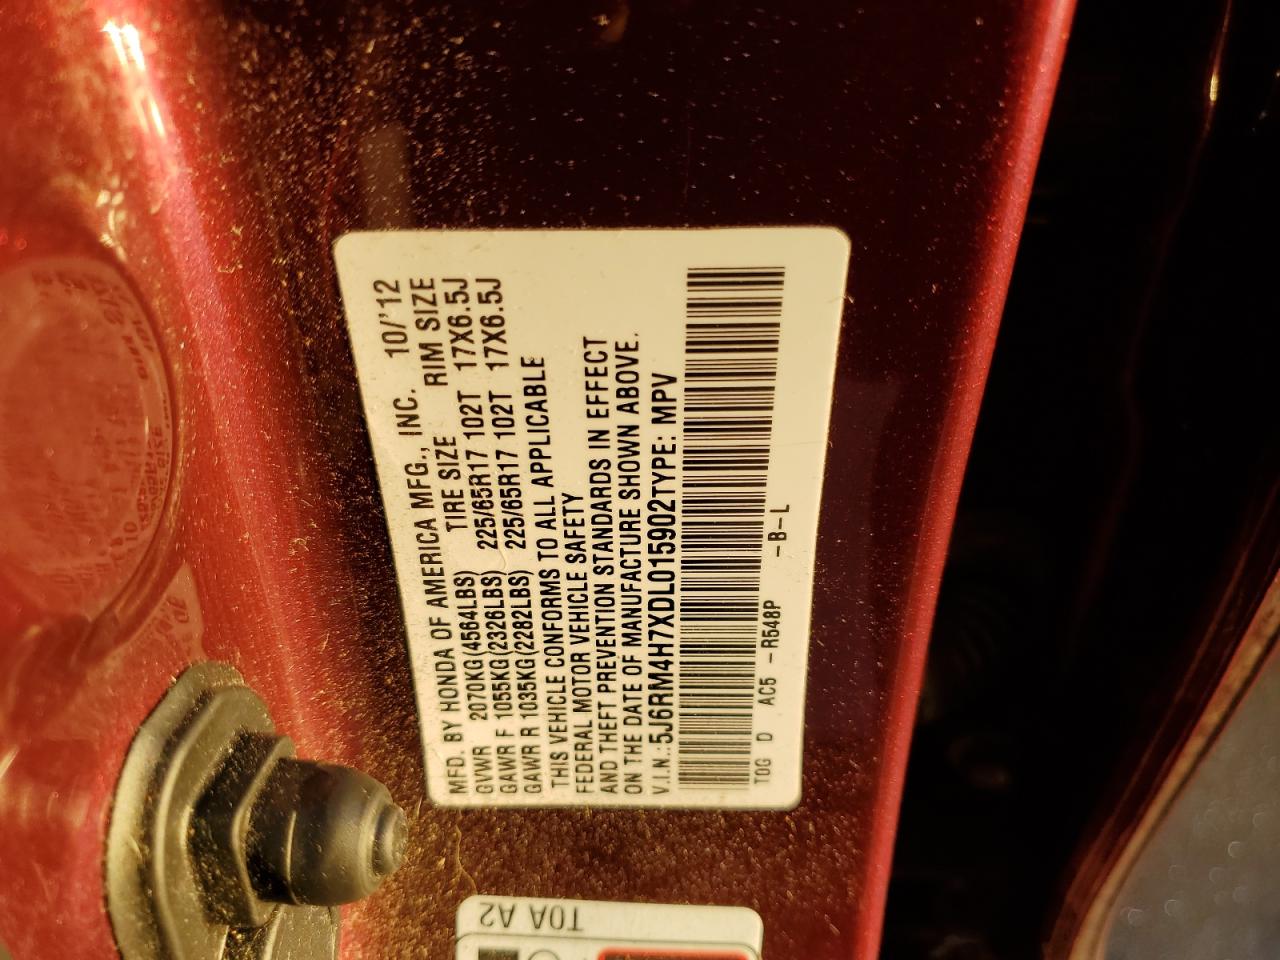 MFD. BY HONDA OF AMERICA MFG., INC. 10/'12
GVWR 2070KG(4564LBS) TIRE SIZE RIM SIZE
GAWR F 1055KG(2326LBS) 225/65R17 102T 17X6.5J
GAWR R 1035KG(2282LBS) 225/65R17 102T 17X6.5J
THIS VEHICLE CONFORMS TO ALL APPLICABLE
FEDERAL MOTOR VEHICLE SAFETY
AND THEFT PREVENTION STANDARDS IN EFFECT
ON THE DATE OF MANUFACTURE SHOWN ABOVE.
V.I.N.:5J6RM4H7XDL015902TYPE: MPV
T0G D AC5 -R548P -B-L
T0A A2